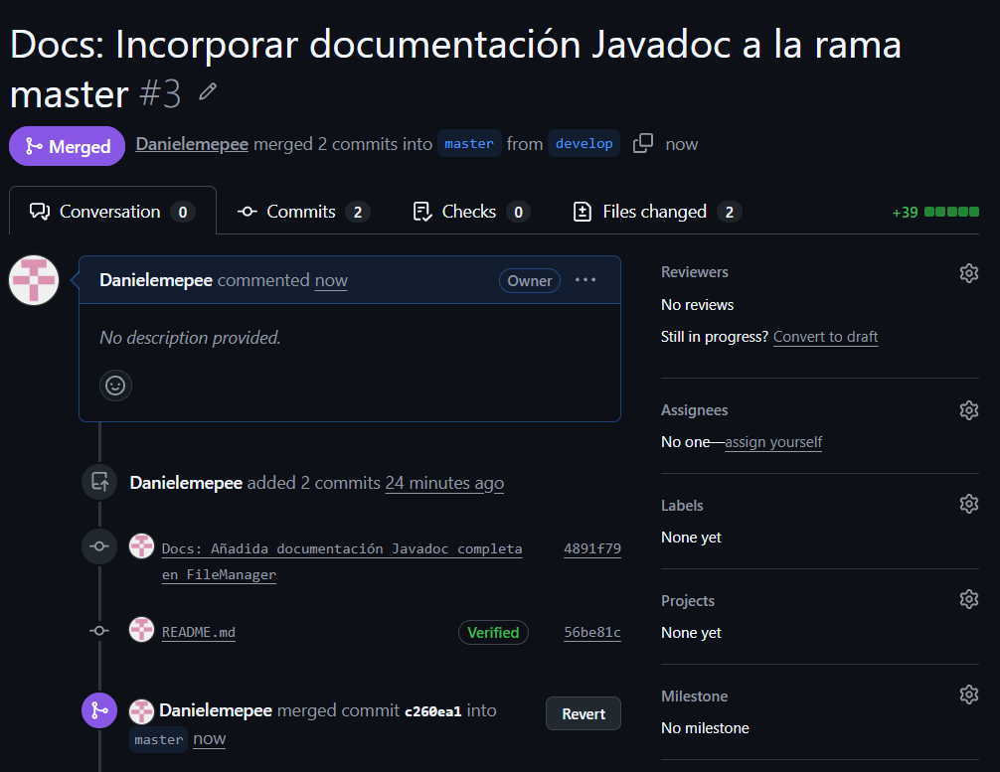 Docs: Incorporar documentación Javadoc a la rama
master #3
Merged Danielemepee merged 2 commits into master from develop now
Conversation 0 Commits 2 Checks 0 Files changed 2 +39
Danielemepee commented now Owner ...
No description provided.
Danielemepee added 2 commits 24 minutes ago
Docs: Añadida documentación Javadoc completa 4891f79
en FileManager
README.md Verified 56be81c
Danielemepee merged commit c260ea1 into Revert
master now
Reviewers
No reviews
Still in progress? Convert to draft
Assignees
No one—assign yourself
Labels
None yet
Projects
None yet
Milestone
No milestone